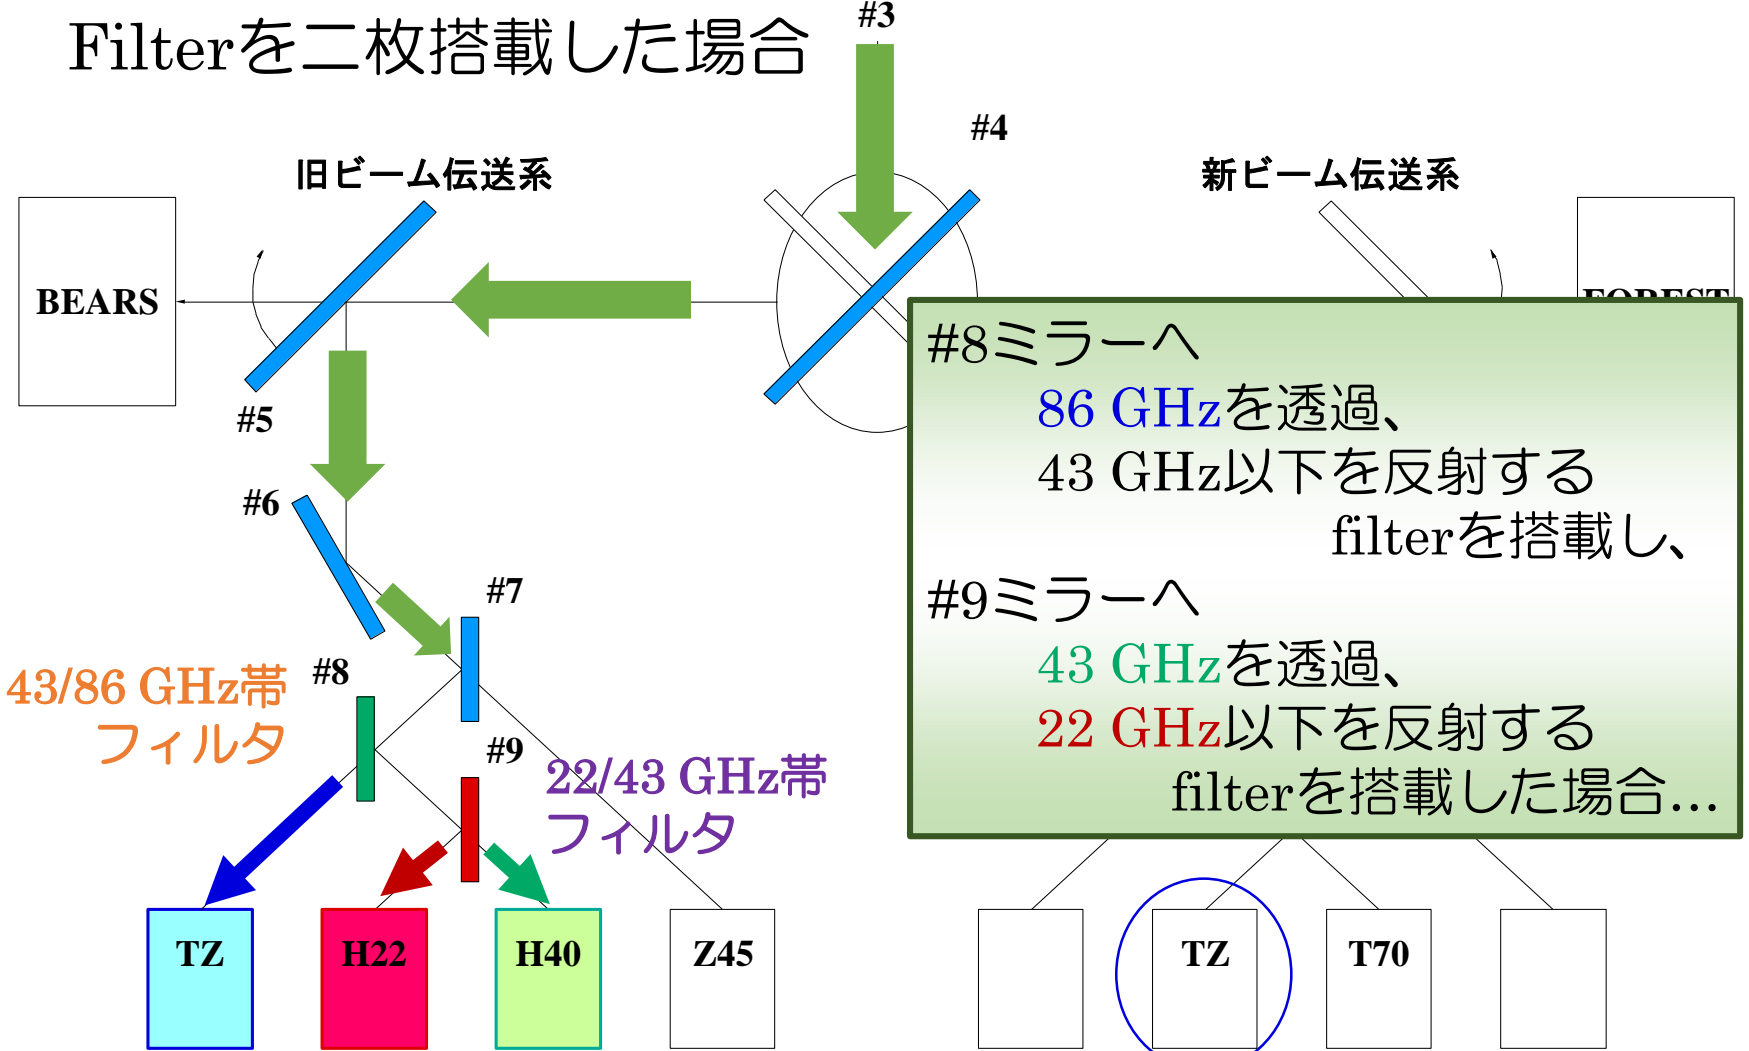 Filterを二枚搭載した場合
#3
#4
旧ビーム伝送系
新ビーム伝送系
BEARS
FOREST
#5
#8ミラーへ
86 GHzを透過、
43 GHz以下を反射する
filterを搭載し、
#9ミラーへ
43 GHzを透過、
22 GHz以下を反射する
filterを搭載した場合…
#6
#7
43/86 GHz帯
フィルタ
#8
#9
22/43 GHz帯
フィルタ
TZ
H22
H40
Z45
TZ
T70